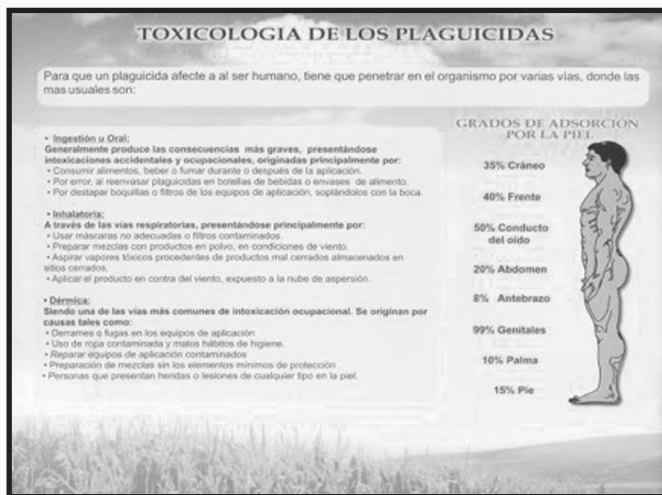 TOXICOLOGIA DE LOS PLAGUICIDAS
Para que un plaguicida afecte a al ser humano, tiene que penetrar en el organismo por varias vías, donde las
mas usuales son:
• Ingestión u Oral:
Generalmente produce las consecuencias más graves, presentándose
intoxicaciones accidentales y ocupacionales, originadas principalmente por:
• Consumir alimentos, beber o fumar durante o después de la aplicación.
• Por error, al reenvasar plaguicidas en botellas de bebidas o envases de alimento.
• Por destapar boquillas o filtros de los equipos de aplicación, soplándolos con la boca.
• Inhalatoria:
A través de las vías respiratorias, presentándose principalmente por:
• Usar máscaras no adecuadas o filtros contaminados.
• Preparar mezclas con productos en polvo, en condiciones de viento.
• Aspirar vapores tóxicos procedentes de productos mal cerrados almacenados en
sitios cerrados.
• Aplicar el producto en contra del viento, expuesto a la nube de aspersión.
• Dérmica:
Siendo una de las vías más comunes de intoxicación ocupacional. Se originan por
causas tales como:
• Derrames o fugas en los equipos de aplicación
• Uso de ropa contaminada y malos hábitos de higiene.
• Reparar equipos de aplicación contaminados
• Preparación de mezclas sin los elementos mínimos de protección
• Personas que presentan heridas o lesiones de cualquier tipo en la piel.
GRADOS DE ADSORCION
POR LA PIEL
35% Cráneo
40% Frente
50% Conducto
del oído
20% Abdomen
8% Antebrazo
99% Genitales
10% Palma
15% Pie